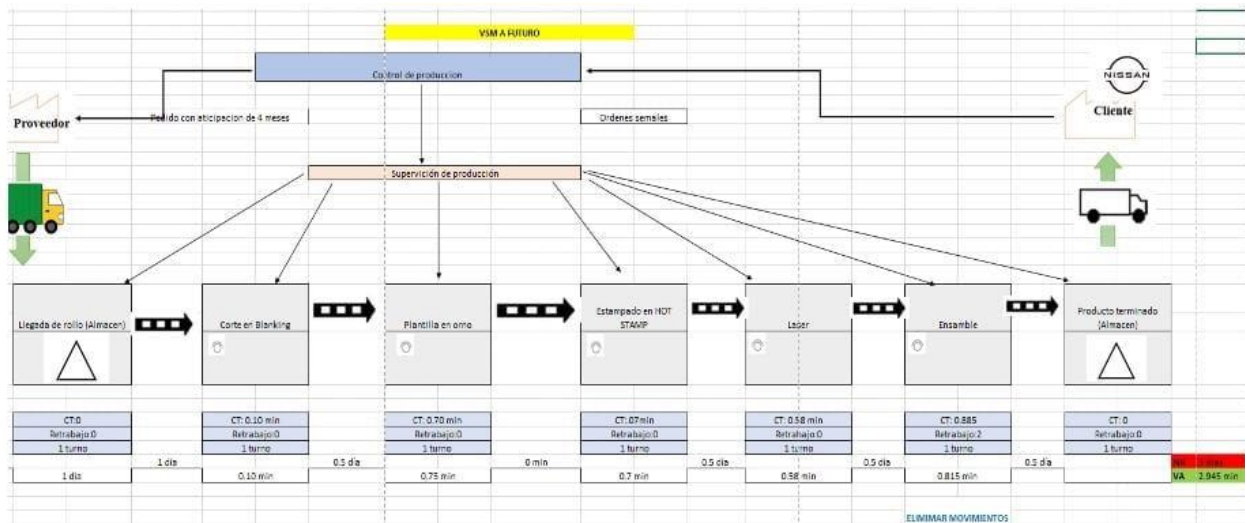 VSM A FUTURO
Control de produccion
NISSAN
Proveedor
Pedido con aticipacion de 4 meses
Ordenes semales
Cliente
Supervición de producción
Llegada de rollo (Almacen)
Corte en Blanking
Plantilla en orno
Estampado en HOT
STAMP
Laser
Ensamble
Producto terminado
(Almacen)
CT:0
CT: 0.10 min
CT: 0.70 min
CT:07min
CT: 0.58 min
CT: 0.885
CT: 0
Retrabajo:0
Retrabajo:0
Retrabajo:0
Retrabajo:0
Retrabajo:0
Retrabajo:2
Retrabajo:0
1 turno
1 turno
1 turno
1 turno
1 turno
1 turno
1 turno
1 dia
0.5 día
0 min
0.5 dia
0.5 dia
0.5 día
1 dia
0.10 min
0.75 min
0.7 min
0.58 min
0.815 min
VA 2.945 min
ELIMIMAR MOVIMIENTOS